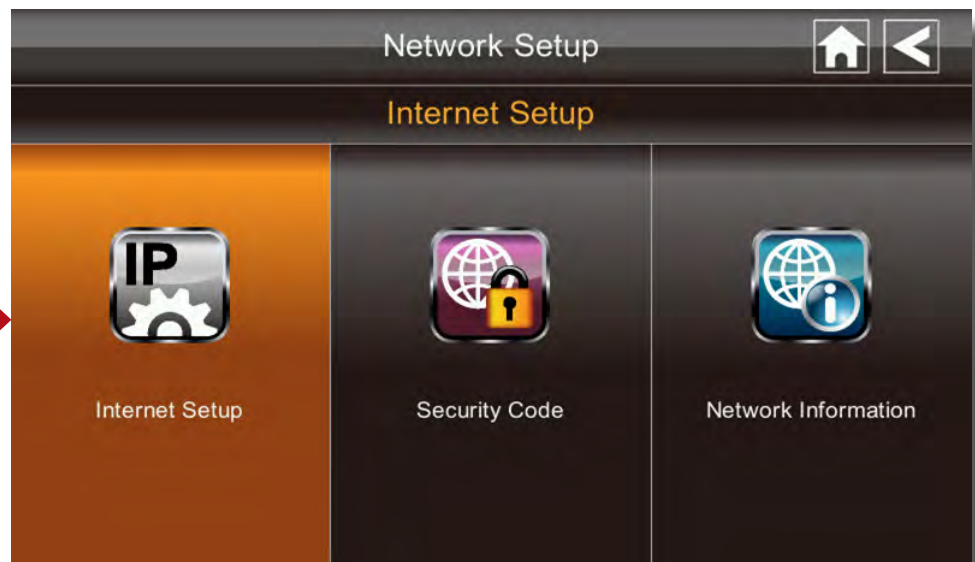 Network Setup
Internet Setup
IP
Internet Setup
Security Code
Network Information